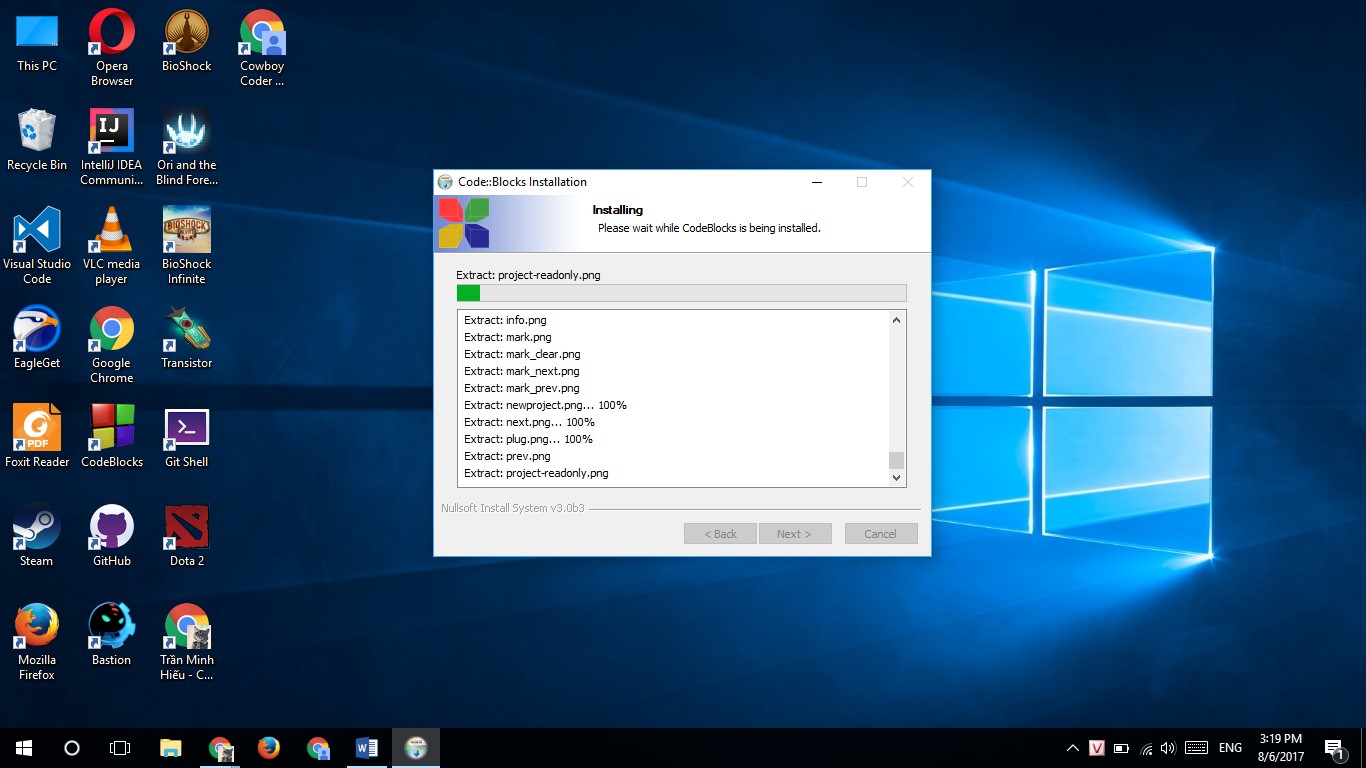 This PC
Opera
Browser
BioShock
Cowboy
Coder ...
Recycle Bin
IJ
IntelliJ IDEA
Communi...
Ori and the
Blind Fore...
Visual Studio
Code
VLC media
player
BIOSHOCK
INFINITE
BioShock
Infinite
EagleGet
Google
Chrome
Transistor
PDF
Foxit Reader
CodeBlocks
Git Shell
Steam
GitHub
Dota 2
Mozilla
Firefox
Bastion
Trần Minh
Hiếu - C...
Code::Blocks Installation
Installing
Please wait while CodeBlocks is being installed.
Extract: project-readonly.png
Extract: info.png
Extract: mark.png
Extract: mark_clear.png
Extract: mark_next.png
Extract: mark_prev.png
Extract: newproject.png... 100%
Extract: next.png... 100%
Extract: plug.png... 100%
Extract: prev.png
Extract: project-readonly.png
Nullsoft Install System v3.0b3
< Back
Next >
Cancel
V
ENG
3:19 PM
8/6/2017
1